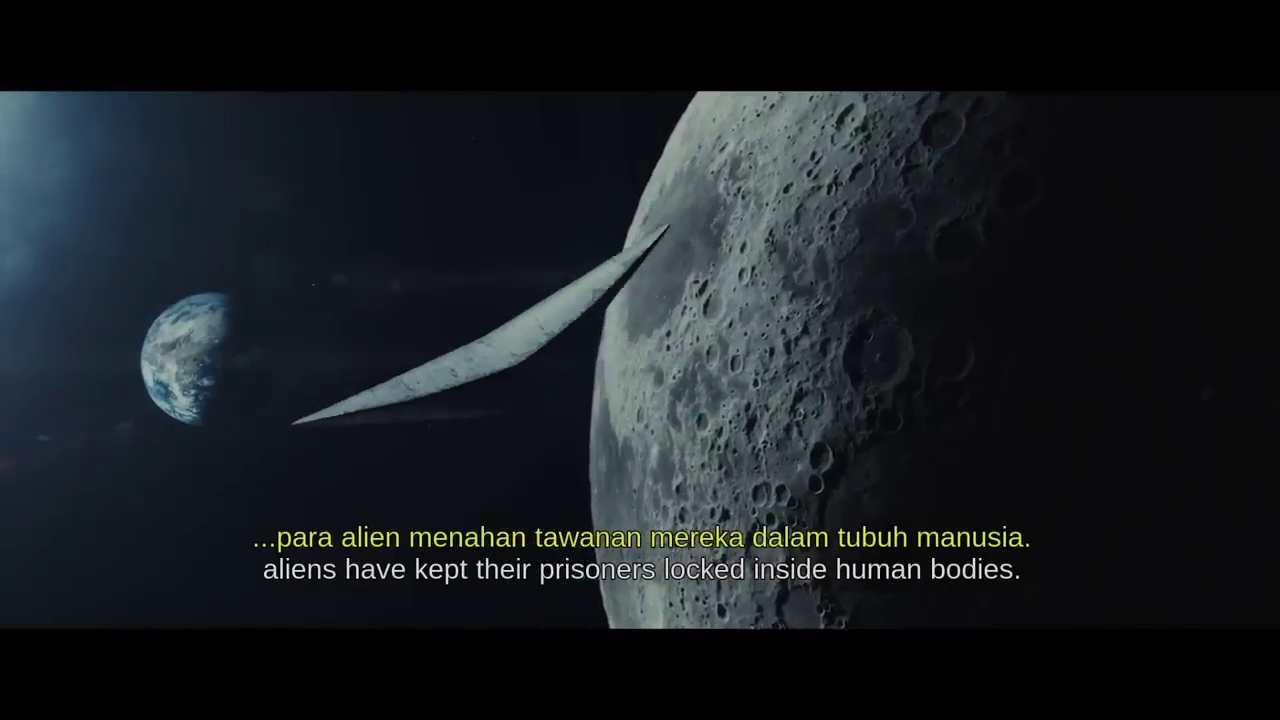 ...para alien menahan tawanan mereka dalam tubuh manusia.
aliens have kept their prisoners locked inside human bodies.